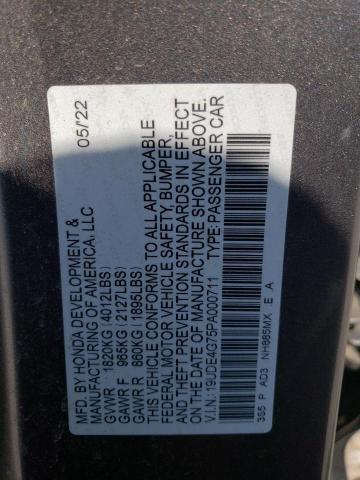 MFD. BY HONDA DEVELOPMENT & 05/22
MANUFACTURING OF AMERICA, LLC
GVWR 1820KG (4012LBS)
GAWR F 965KG (2127LBS)
GAWR R 860KG (1895LBS)
THIS VEHICLE CONFORMS TO ALL APPLICABLE
FEDERAL MOTOR VEHICLE SAFETY, BUMPER,
AND THEFT PREVENTION STANDARDS IN EFFECT
ON THE DATE OF MANUFACTURE SHOWN ABOVE.
V.I.N.:19UDE4G75PA000711 TYPE:PASSENGER CAR
3S5 P AD3 NH885MX E A